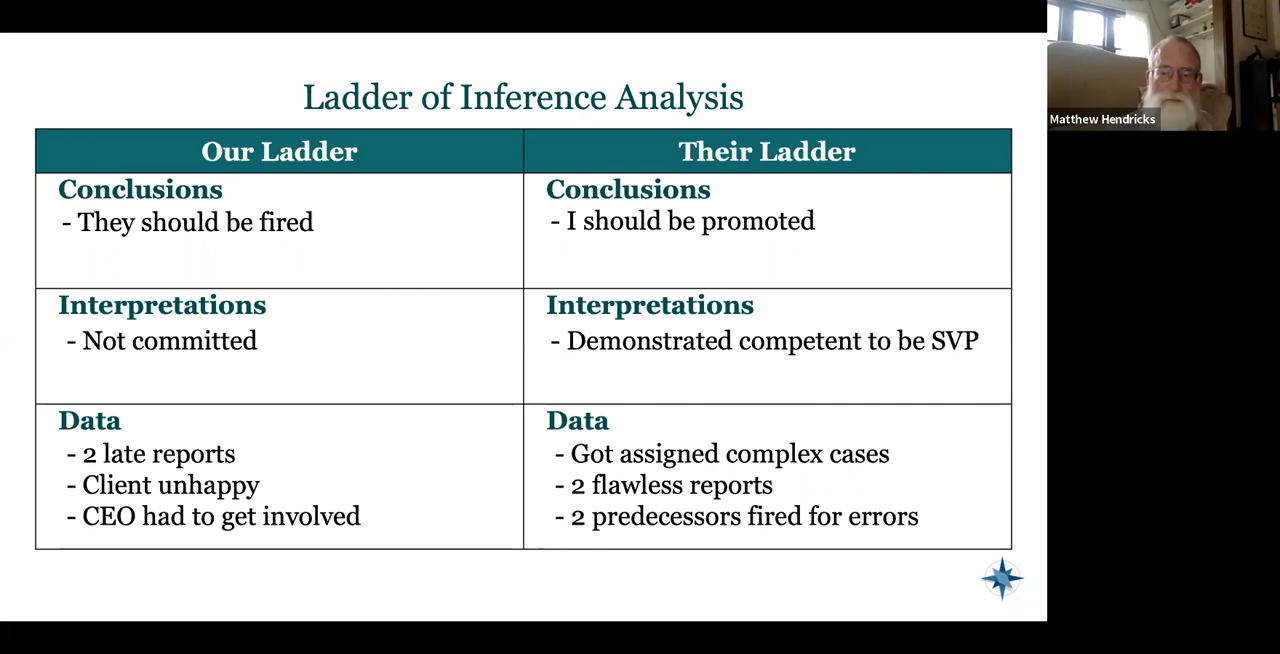 Ladder of Inference Analysis
Our Ladder
Their Ladder
Conclusions
- They should be fired
Conclusions
- I should be promoted
Interpretations
- Not committed
Interpretations
- Demonstrated competent to be SVP
Data
- 2 late reports
- Client unhappy
- CEO had to get involved
Data
- Got assigned complex cases
- 2 flawless reports
- 2 predecessors fired for errors
Matthew Hendricks